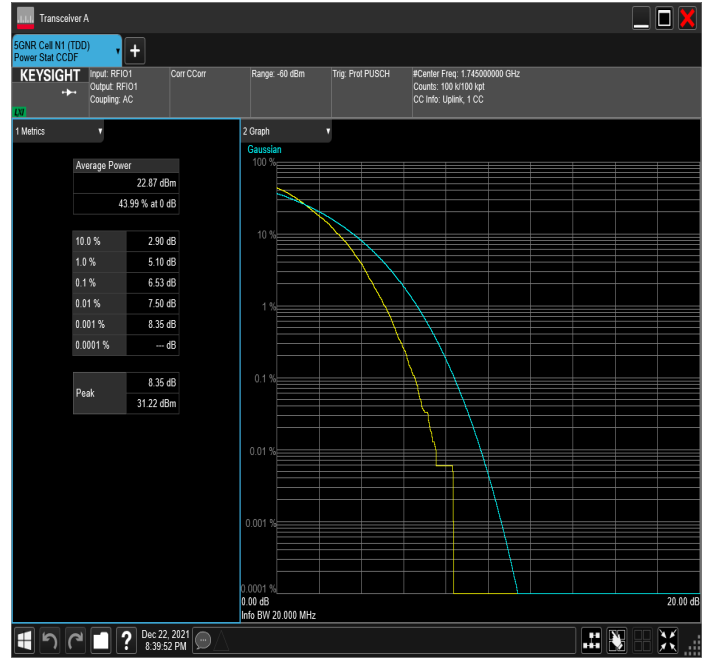 Transceiver A
5GNR Cell N1 (TDD)
Power Stat CCDF
KEYSIGHT
Input: RFIO1
Output: RFIO1
Coupling: AC
Corr CCorr
Range: -60 dBm
Trig: Prot PUSCH
#Center Freq: 1.745000000 GHz
Counts: 100 k/100 kpt
CC Info: Uplink, 1 CC
1 Metrics
Average Power
22.87 dBm
43.99 % at 0 dB
10.0 % 2.90 dB
1.0 % 5.10 dB
0.1 % 6.53 dB
0.01 % 7.50 dB
0.001 % 8.35 dB
0.0001 % --- dB
Peak
8.35 dB
31.22 dBm
2 Graph
Gaussian
100 %
10 %
1 %
0.1 %
0.01 %
0.001 %
0.0001 %
0.00 dB
20.00 dB
Info BW 20.000 MHz
?
Dec 22, 2021
8:39:52 PM